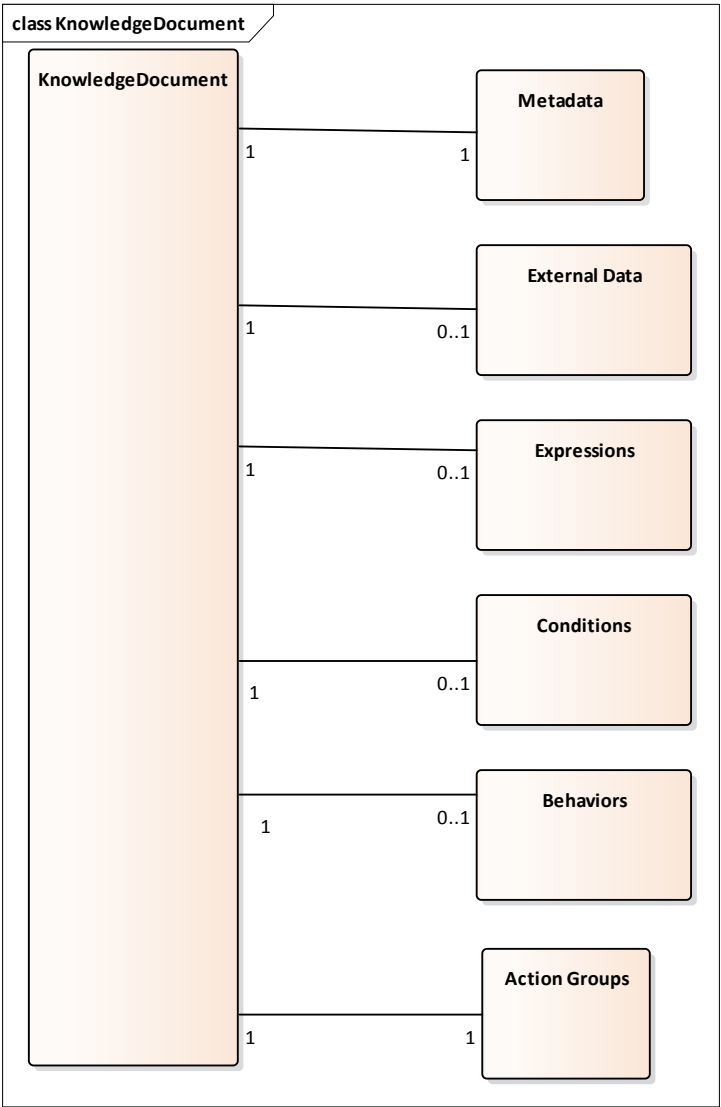 class KnowledgeDocument
KnowledgeDocument
Metadata
1
1
External Data
1
0..1
Expressions
1
0..1
Conditions
1
0..1
Behaviors
1
0..1
Action Groups
1
1